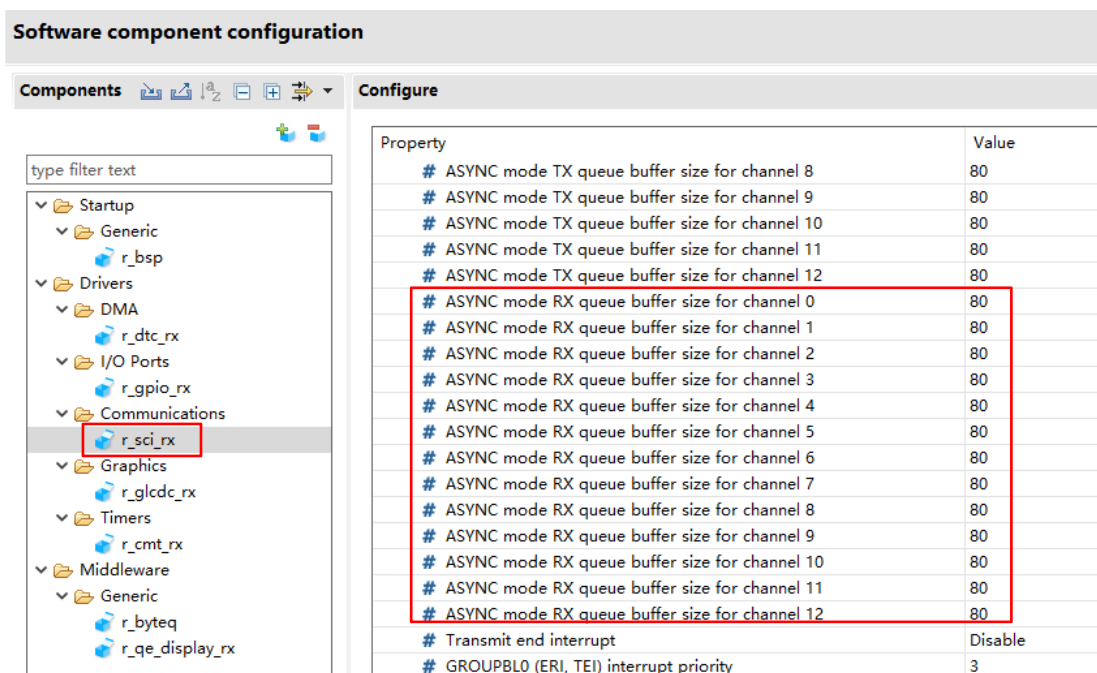 Software component configuration
Components
type filter text
Startup
Generic
r_bsp
Drivers
DMA
r_dtc_rx
I/O Ports
r_gpio_rx
Communications
r_sci_rx
Graphics
r_glcdc_rx
Timers
r_cmt_rx
Middleware
Generic
r_byteq
r_qe_display_rx
Configure
Property Value
# ASYNC mode TX queue buffer size for channel 8 80
# ASYNC mode TX queue buffer size for channel 9 80
# ASYNC mode TX queue buffer size for channel 10 80
# ASYNC mode TX queue buffer size for channel 11 80
# ASYNC mode TX queue buffer size for channel 12 80
# ASYNC mode RX queue buffer size for channel 0 80
# ASYNC mode RX queue buffer size for channel 1 80
# ASYNC mode RX queue buffer size for channel 2 80
# ASYNC mode RX queue buffer size for channel 3 80
# ASYNC mode RX queue buffer size for channel 4 80
# ASYNC mode RX queue buffer size for channel 5 80
# ASYNC mode RX queue buffer size for channel 6 80
# ASYNC mode RX queue buffer size for channel 7 80
# ASYNC mode RX queue buffer size for channel 8 80
# ASYNC mode RX queue buffer size for channel 9 80
# ASYNC mode RX queue buffer size for channel 10 80
# ASYNC mode RX queue buffer size for channel 11 80
# ASYNC mode RX queue buffer size for channel 12 80
# Transmit end interrupt Disable
# GROUPBL0 (ERI, TEI) interrupt priority 3